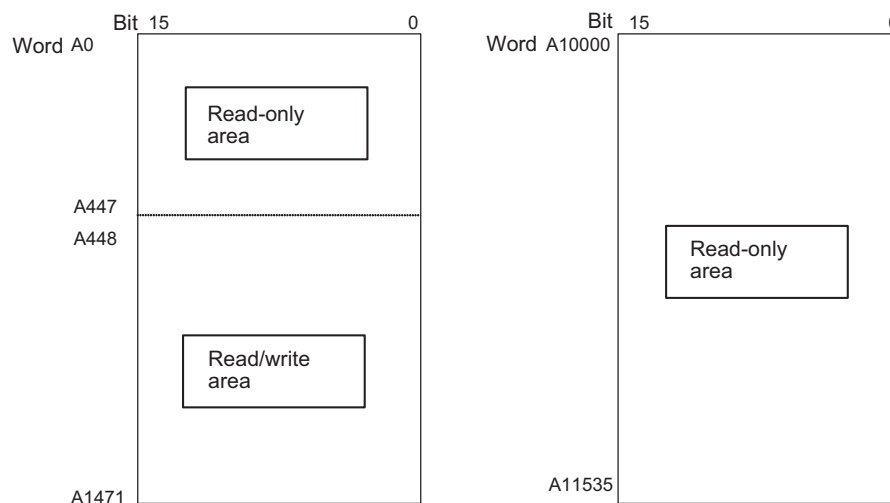 Bit 15 0
Word A0
Read-only
area
A447
A448
Read/write
area
A1471
Bit 15
Word A10000
Read-only
area
A11535